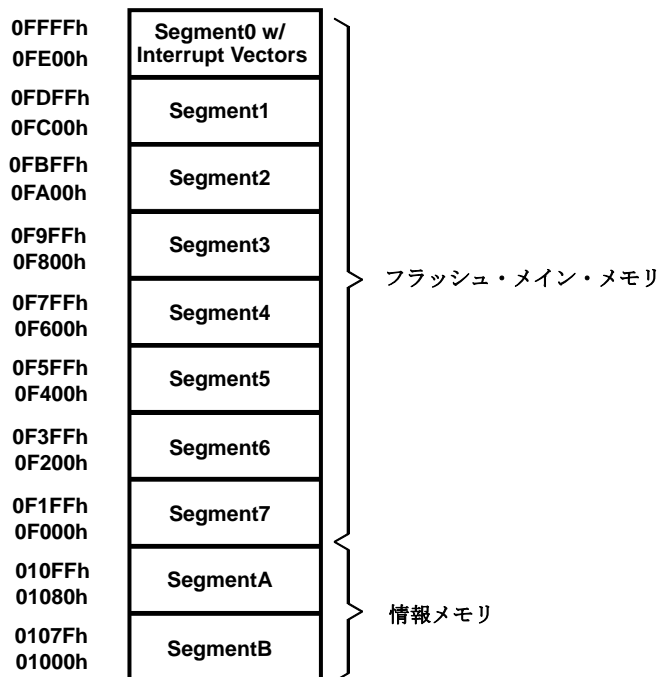 0FFFFh
0FE00h
Segment0 w/
Interrupt Vectors
0FDFFh
0FC00h
Segment1
0FBFFh
0FA00h
Segment2
0F9FFh
0F800h
Segment3
フラッシュ・メイン・メモリ
0F7FFh
0F600h
Segment4
0F5FFh
0F400h
Segment5
0F3FFh
0F200h
Segment6
0F1FFh
0F000h
Segment7
010FFh
01080h
SegmentA
情報メモリ
0107Fh
01000h
SegmentB